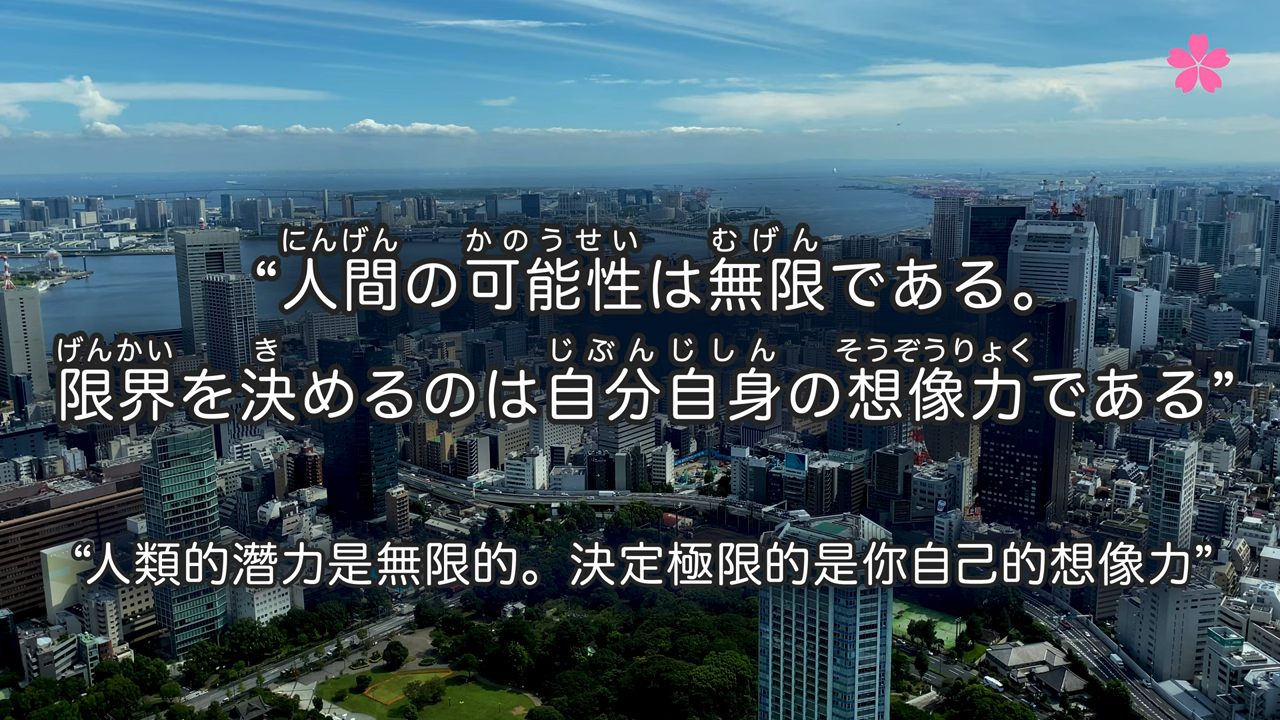 にんげん かのうせい むげん
“人間の可能性は無限である。
げんかい き じぶんじしん そうぞうりょく
限界を決めるのは自分自身の想像力である”
“人類的潛力是無限的。決定極限的是你自己的想像力”